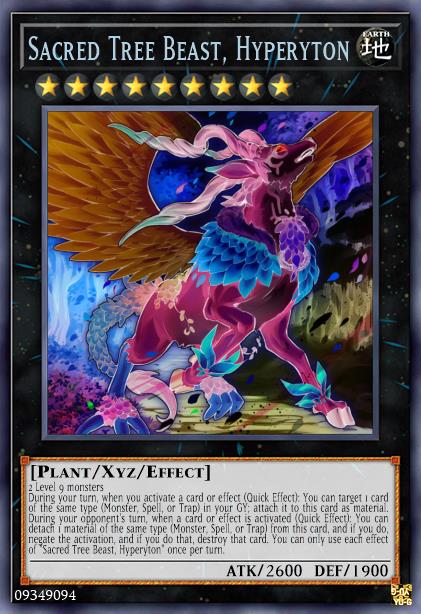 SACRED TREE BEAST, HYPERYTON
EARTH
地
[PLANT/XYZ/EFFECT]
2 Level 9 monsters
During your turn, when you activate a card or effect (Quick Effect): You can target 1 card
of the same type (Monster, Spell, or Trap) in your GY; attach it to this card as material.
During your opponent's turn, when a card or effect is activated (Quick Effect): You can
detach 1 material of the same type (Monster, Spell, or Trap) from this card, and if you do,
negate the activation, and if you do that, destroy that card. You can only use each effect
of "Sacred Tree Beast, Hyperyton" once per turn.
ATK/2600 DEF/1900
09349094